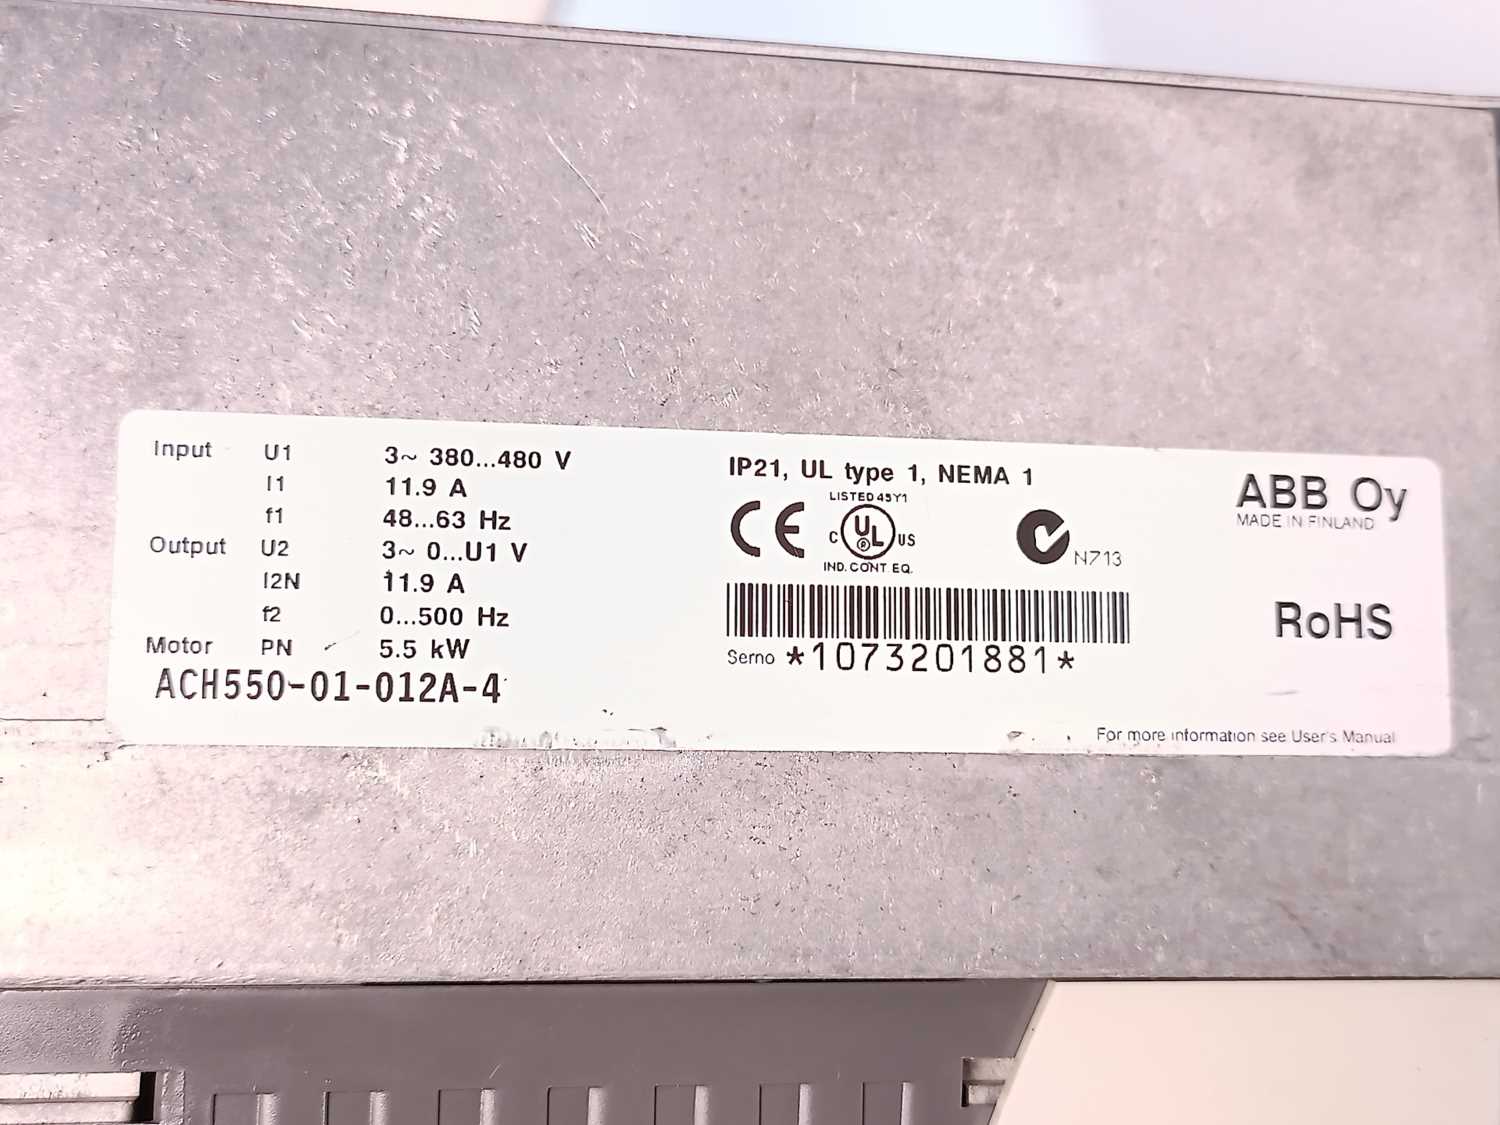 Input U1 3~ 380...480 V
I1 11.9 A
f1 48...63 Hz
Output U2 3~ 0...U1 V
I2N 11.9 A
f2 0...500 Hz
Motor PN 5.5 kW
ACH550-01-012A-4
IP21, UL type 1, NEMA 1
LISTED 45Y1
CE
C UL US
®
IND. CONT. EQ.
N713
Serno *1073201881*
ABB Oy
MADE IN FINLAND
RoHS
For more information see User's Manual